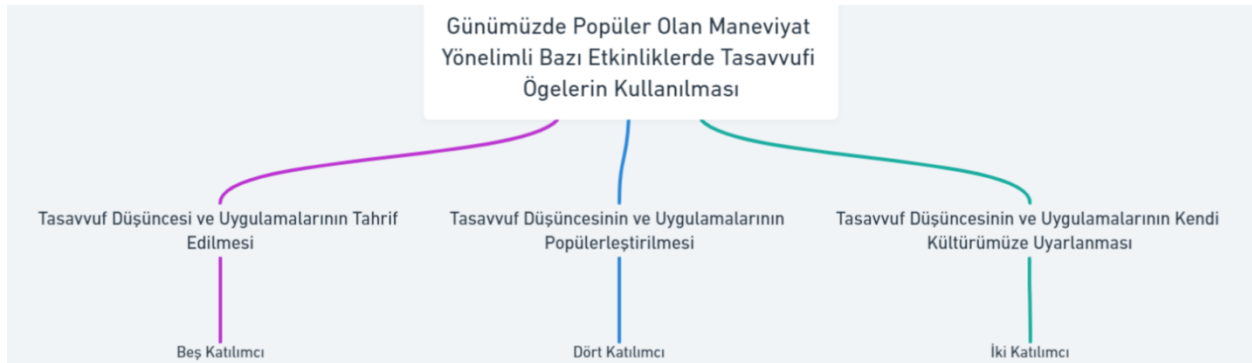 Günümüzde Popüler Olan Maneviyat
Yönelimli Bazı Etkinliklerde Tasavvufi
Ögelerin Kullanılması
Tasavvuf Düşüncesi ve Uygulamalarının Tahrif
Edilmesi
Tasavvuf Düşüncesinin ve Uygulamalarının
Popülerleştirilmesi
Tasavvuf Düşüncesinin ve Uygulamalarının Kendi
Kültürümüze Uyarlanması
Beş Katılımcı
Dört Katılımcı
İki Katılımcı